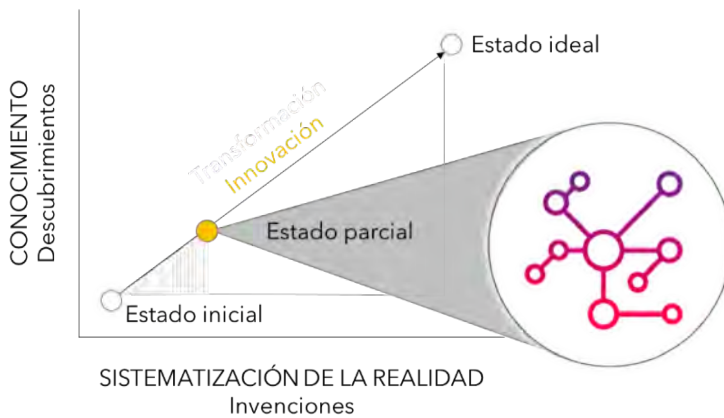 CONOCIMIENTO
Descubrimientos
Estado ideal
Transformación
Innovación
Estado parcial
Estado inicial
SISTEMATIZACIÓN DE LA REALIDAD
Invenciones